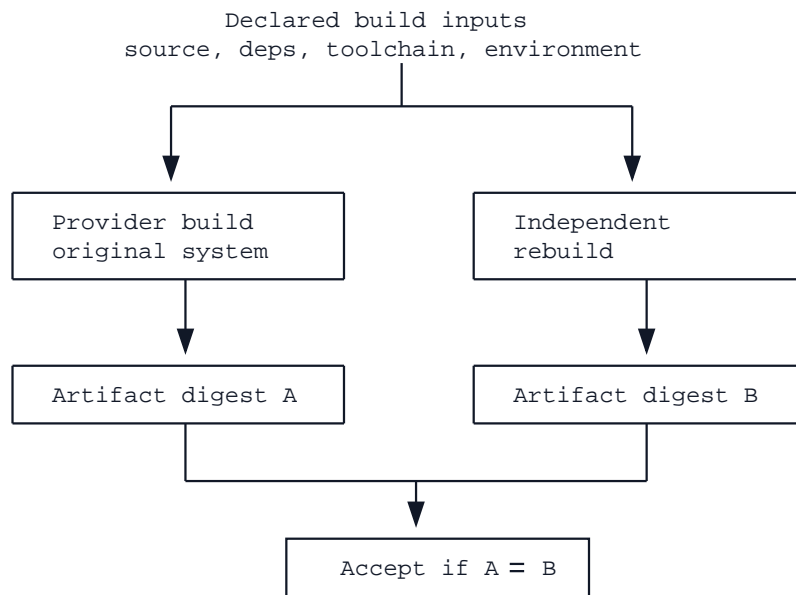 Declared build inputs
source, deps, toolchain, environment
Provider build
original system
Independent
rebuild
Artifact digest A
Artifact digest B
Accept if A = B